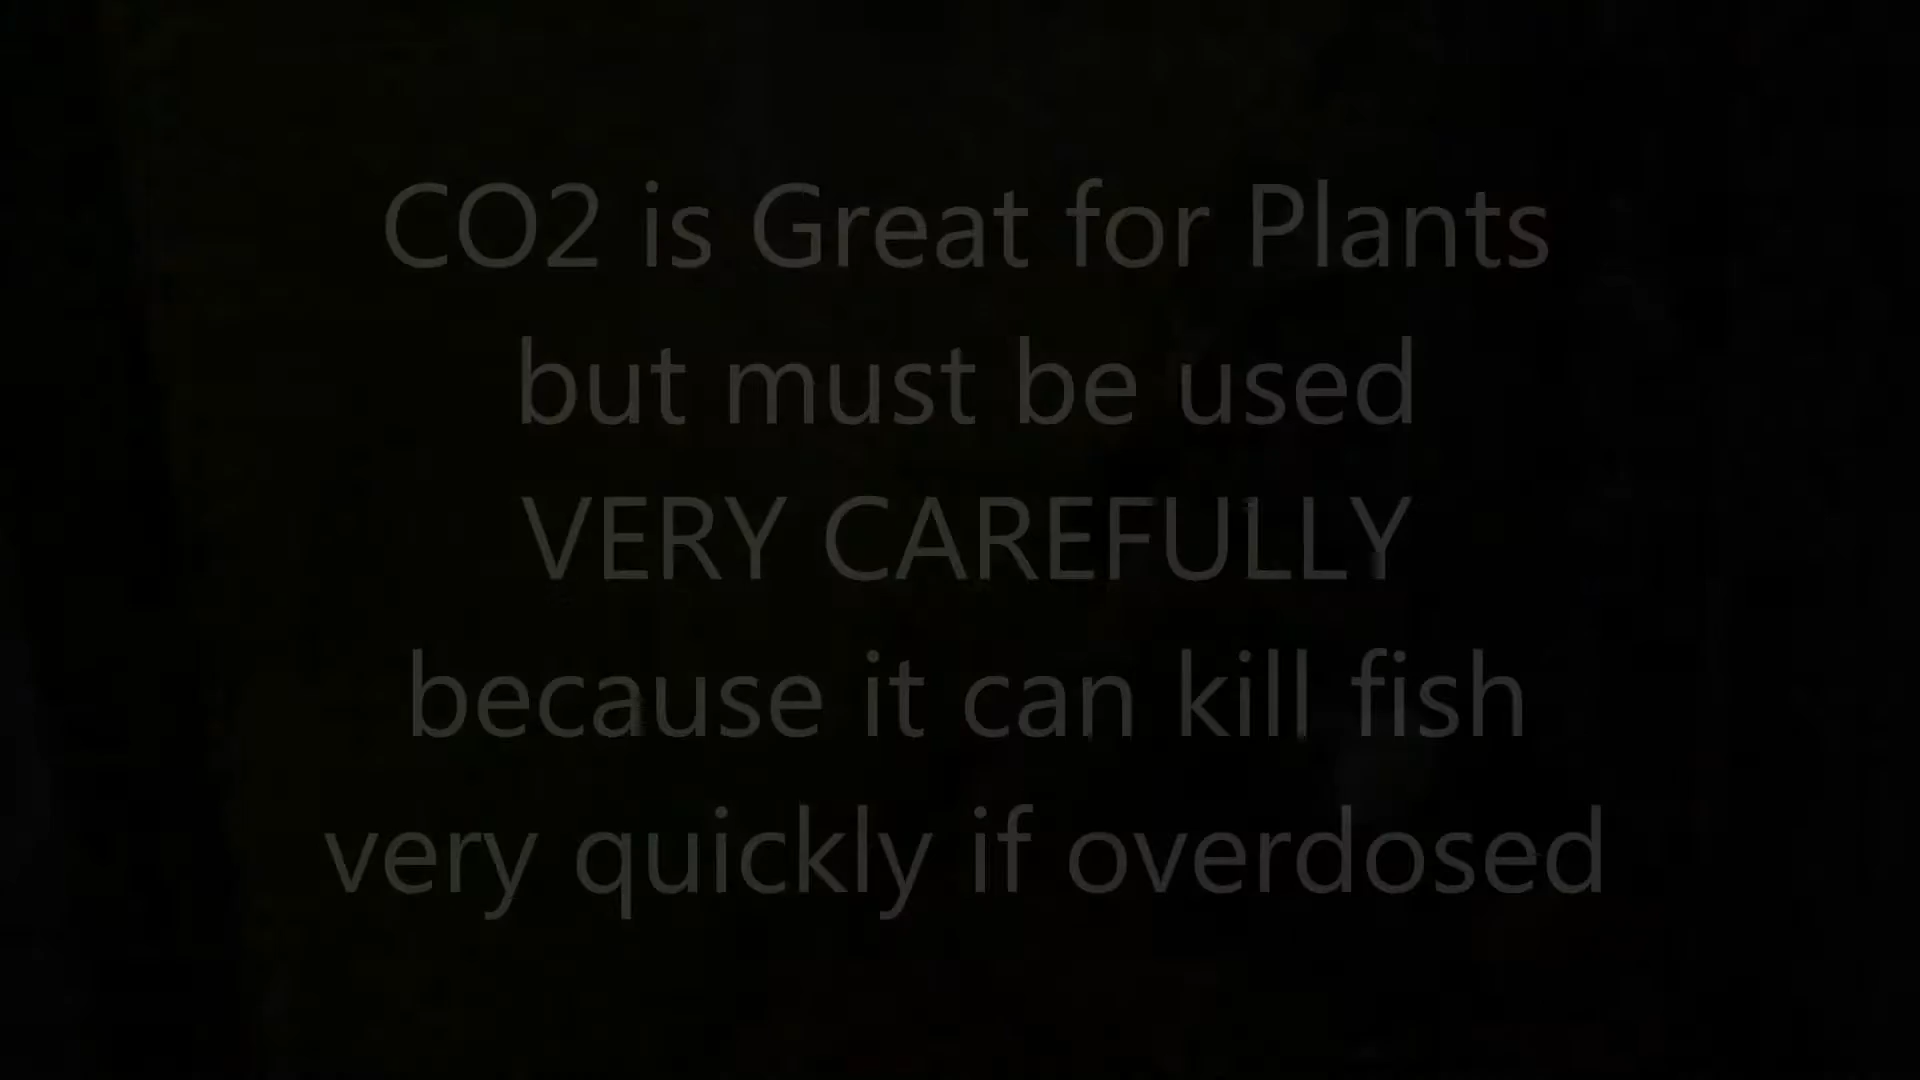 CO2 is Great for Plants
but must be used
VERY CAREFULLY
because it can kill fish
very quickly if overdosed